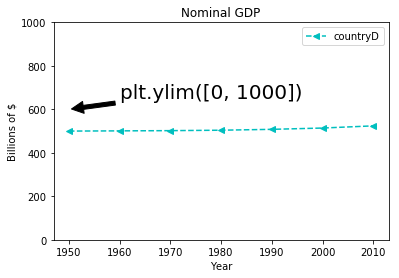 Nominal GDP
1000
countryD
800
plt.ylim([0, 1000])
600
400
200
0
Billions of $
1950 1960 1970 1980 1990 2000 2010
Year